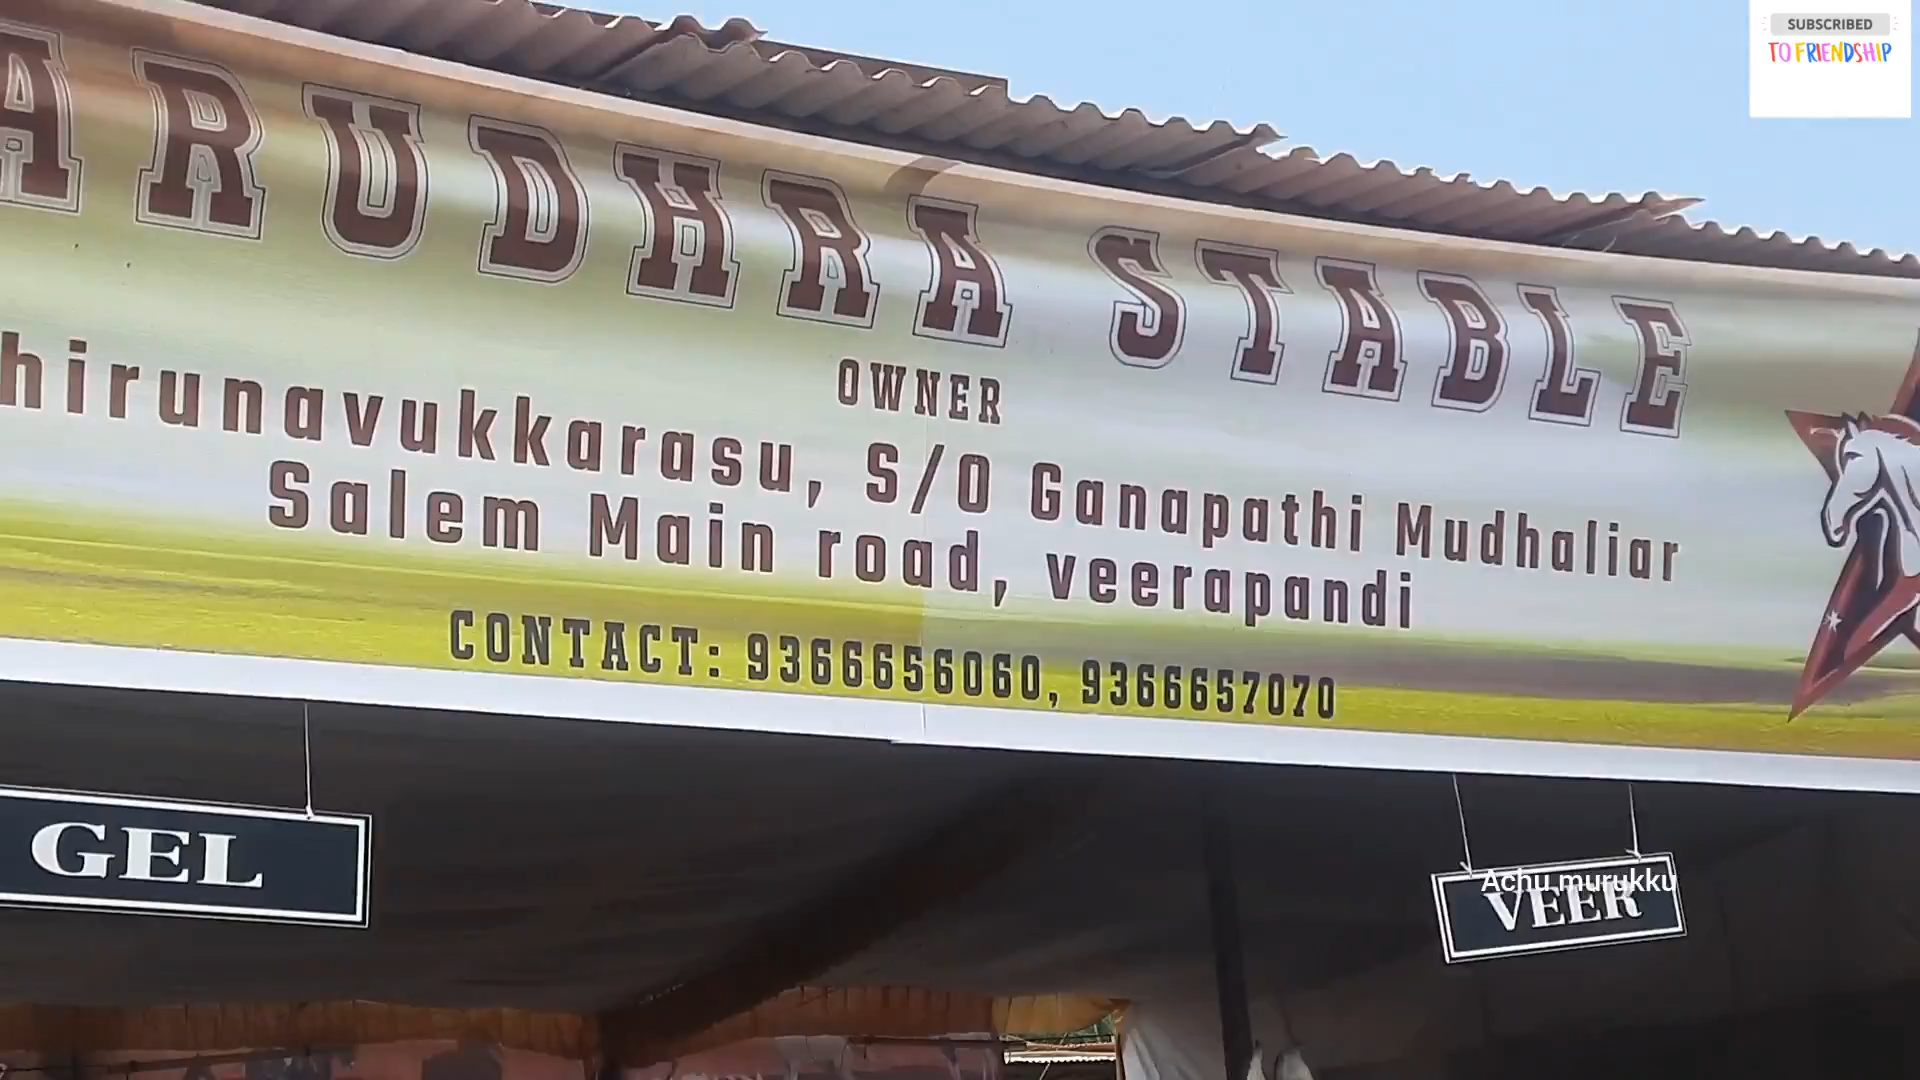 SUBSCRIBED
TO FRIENDSHIP
ARUDHRA STABLE
OWNER
hirunavukkarasu, S/O Ganapathi Mudhaliar
Salem Main road, veerapandi
CONTACT: 9366656060, 9366657070
GEL
Achu murukku
VEER